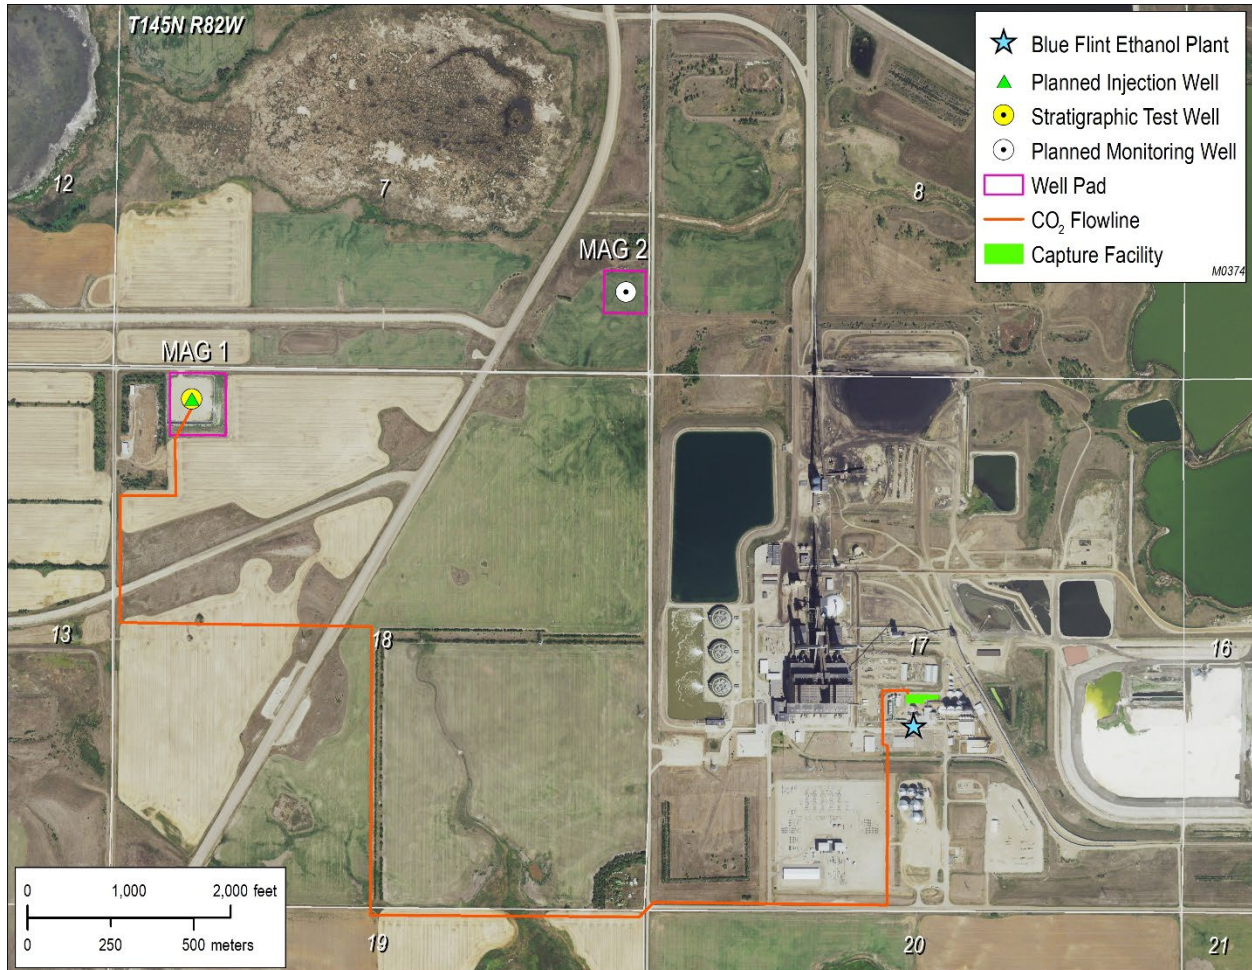 T145N R82W
Blue Flint Ethanol Plant
Planned Injection Well
Stratigraphic Test Well
Planned Monitoring Well
Well Pad
CO₂ Flowline
Capture Facility
M0374
12
7
8
MAG 2
MAG 1
13
18
17
16
0 1,000 2,000 feet
0 250 500 meters
19
20
21